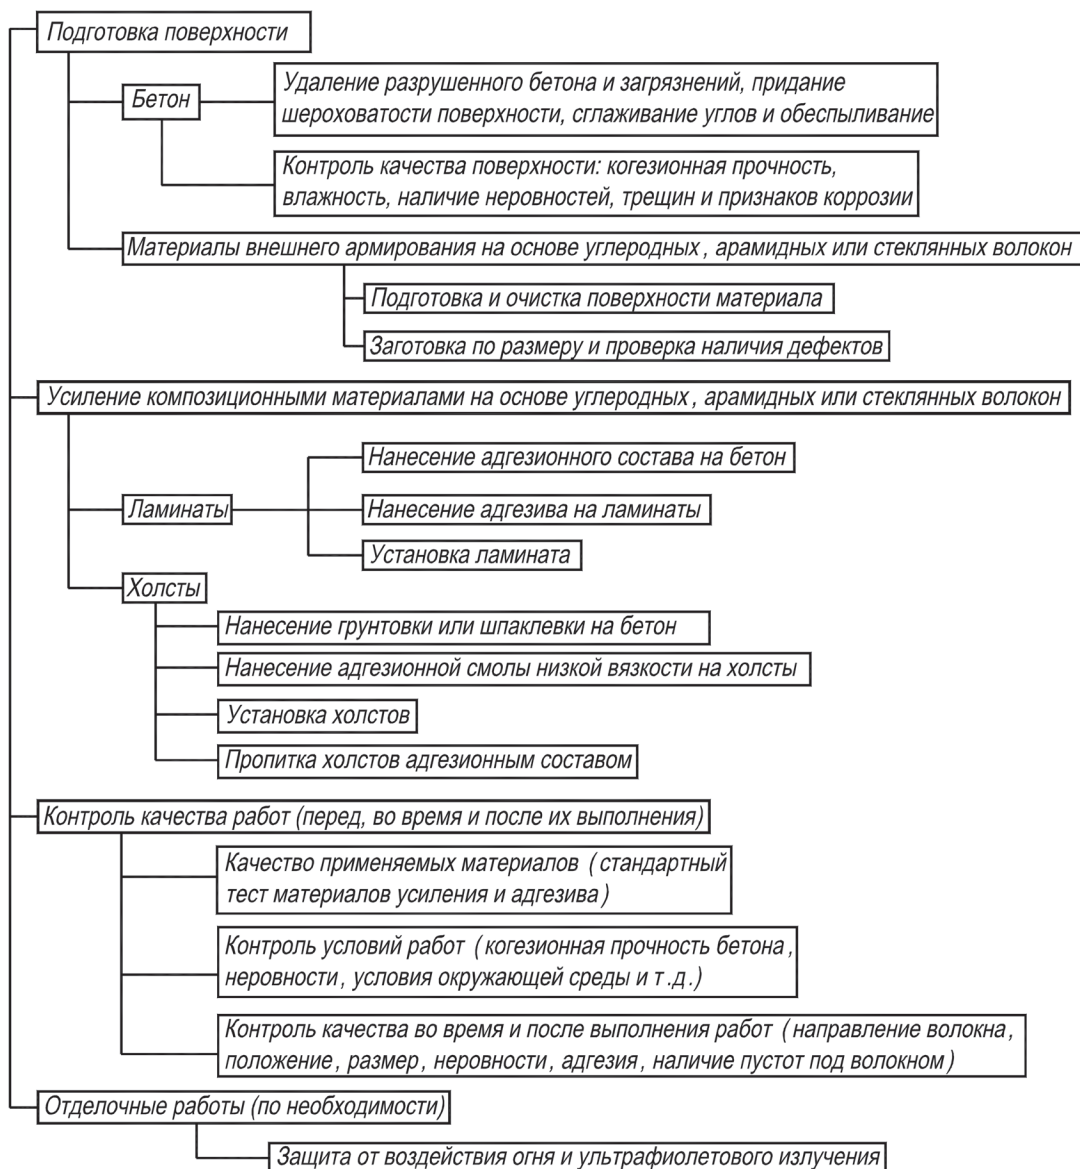 Подготовка поверхности
Бетон
Удаление разрушенного бетона и загрязнений, придание
шероховатости поверхности, сглаживание углов и обеспыливание
Контроль качества поверхности: когезионная прочность,
влажность, наличие неровностей, трещин и признаков коррозии
Материалы внешнего армирования на основе углеродных, арамидных или стеклянных волокон
Подготовка и очистка поверхности материала
Заготовка по размеру и проверка наличия дефектов
Усиление композиционными материалами на основе углеродных, арамидных или стеклянных волокон
Нанесение адгезионного состава на бетон
Ламинаты
Нанесение адгезива на ламинаты
Установка ламината
Холсты
Нанесение грунтовки или шпаклевки на бетон
Нанесение адгезионной смолы низкой вязкости на холсты
Установка холстов
Пропитка холстов адгезионным составом
Контроль качества работ (перед, во время и после их выполнения)
Качество применяемых материалов (стандартный
тест материалов усиления и адгезива)
Контроль условий работ (когезионная прочность бетона,
неровности, условия окружающей среды и т.д.)
Контроль качества во время и после выполнения работ (направление волокна,
положение, размер, неровности, адгезия, наличие пустот под волокном)
Отделочные работы (по необходимости)
Защита от воздействия огня и ультрафиолетового излучения